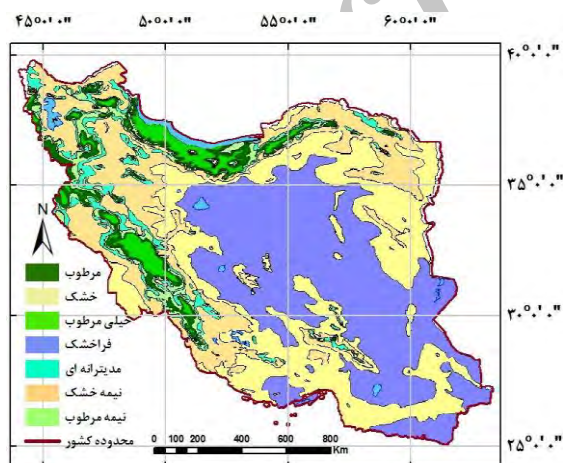 ۴۵°۰'۰" ۵۰°۰'۰" ۵۵°۰'۰" ۶۰°۰'۰"
۴۰°۰'۰"
۳۵°۰'۰"
N
مرطوب
خشک
۳۰°۰'۰"
خیلی مرطوب
فراخشک
مدیترانه ای
نیمه خشک
نیمه مرطوب
محدوده کشور
0 100 200 400 600 800
Km
۲۵°۰'۰"